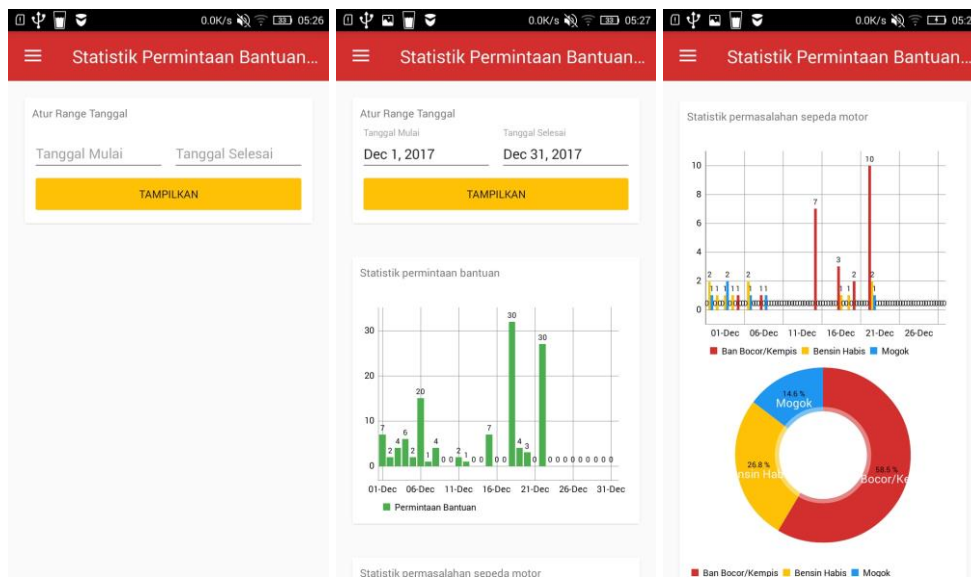 0.0K/s 33 05:26
Statistik Permintaan Bantuan...
Atur Range Tanggal
Tanggal Mulai Tanggal Selesai
TAMPILKAN
0.0K/s 33 05:27
Statistik Permintaan Bantuan...
Atur Range Tanggal
Tanggal Mulai Tanggal Selesai
Dec 1, 2017 Dec 31, 2017
TAMPILKAN
Statistik permintaan bantuan
30
20
10
0
7 2 4 6 2 20 1 4 0 0 2 1 0 0 7 0 0 30 4 3 0 30 0 0 0 0 0 0 0 0 0
01-Dec 06-Dec 11-Dec 16-Dec 21-Dec 26-Dec 31-Dec
Permintaan Bantuan
Statistik permasalahan sepeda motor
0.0K/s
Statistik Permintaan Bantuan...
Statistik permasalahan sepeda motor
10
8
6
4
2
0
2 1 1 1 2 1 1 2 1 1 1 7 3 1 1 2 10 2 1
01-Dec 06-Dec 11-Dec 16-Dec 21-Dec 26-Dec
Ban Bocor/Kempis Bensin Habis Mogok
14.6 %
Mogok
26.8 %
58.5 %
Ban Bocor/Kempis Bensin Habis Mogok